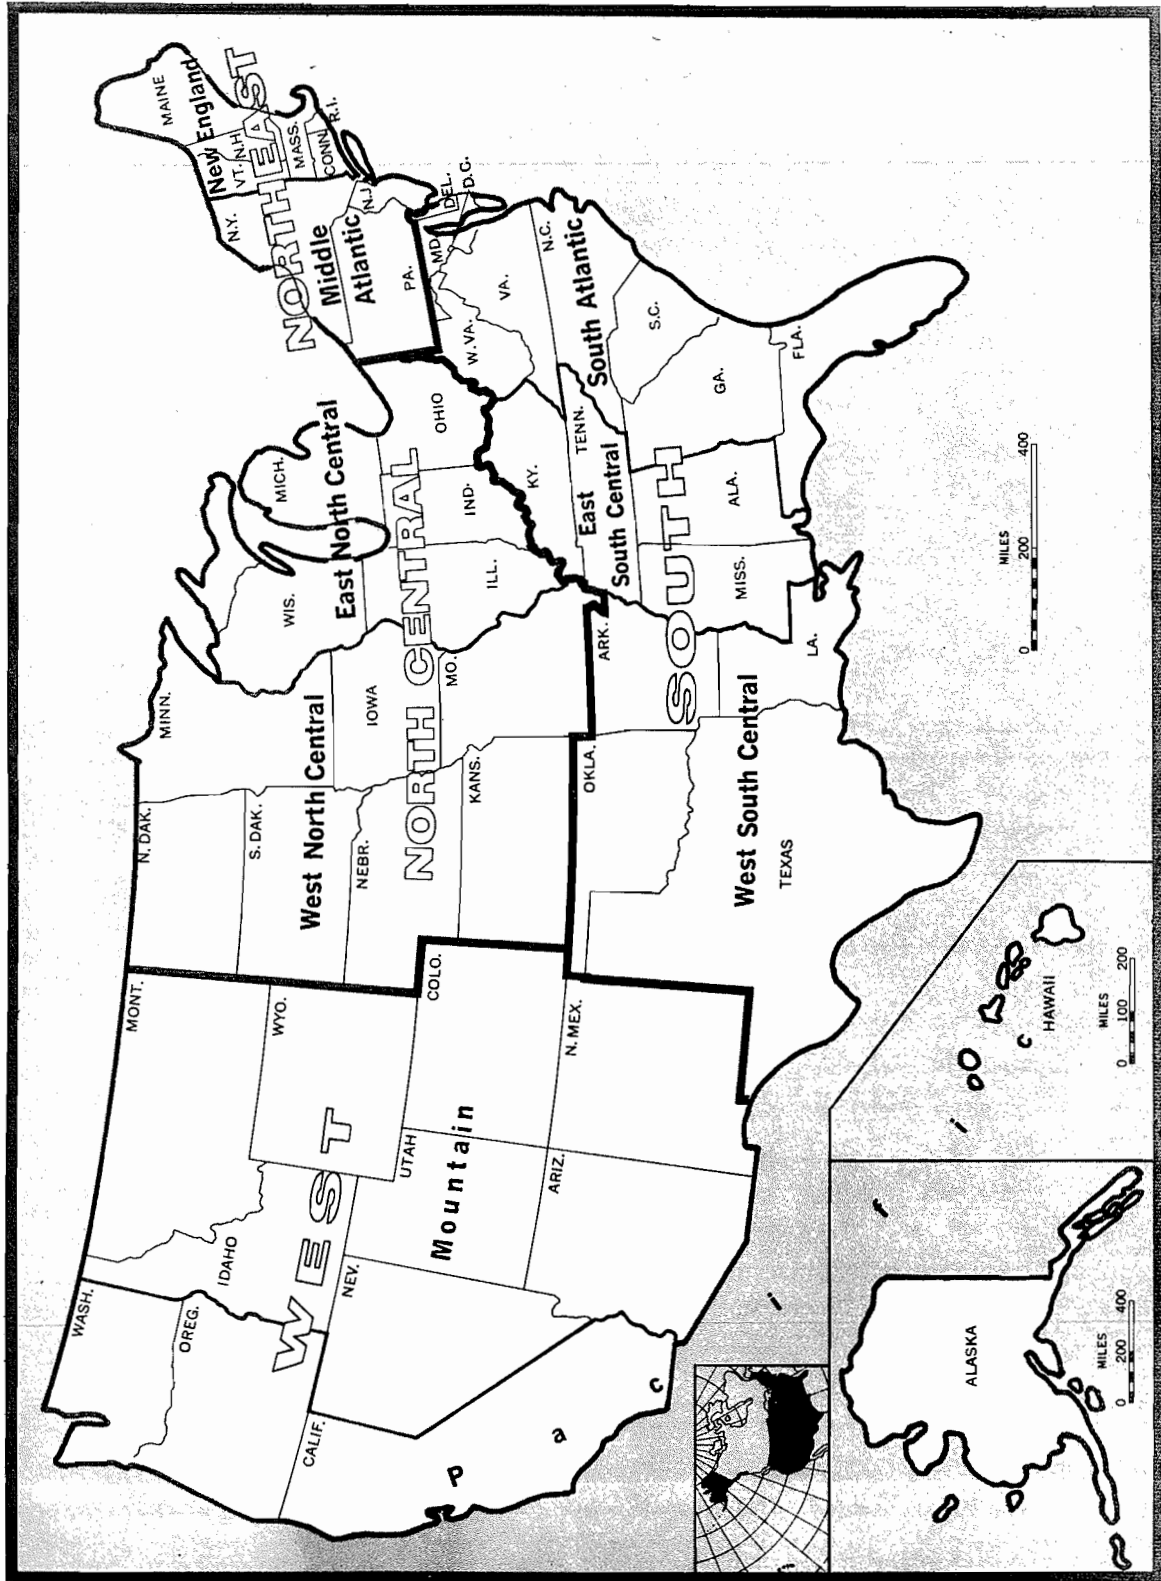 WEST
Mountain
P
a
c
i
f
i
c
WASH.
OREG.
CALIF.
IDAHO
NEV.
MONT.
WYO.
UTAH
COLO.
ARIZ.
N. MEX.
NORTH CENTRAL
West North Central
N. DAK.
S. DAK.
NEBR.
KANS.
MINN.
IOWA
MO.
East North Central
WIS.
MICH.
ILL.
IND.
OHIO
NORTHEAST
New England
MAINE
VT.
N.H.
MASS.
CONN.
R.I.
Middle
Atlantic
N.Y.
N.J.
PA.
SOUTH
West South Central
OKLA.
ARK.
TEXAS
LA.
East
South Central
KY.
TENN.
MISS.
ALA.
South Atlantic
DEL.
MD.
D.C.
W. VA.
VA.
N.C.
S.C.
GA.
FLA.
ALASKA
MILES
0 200 400
HAWAII
MILES
0 100 200
MILES
0 200 400